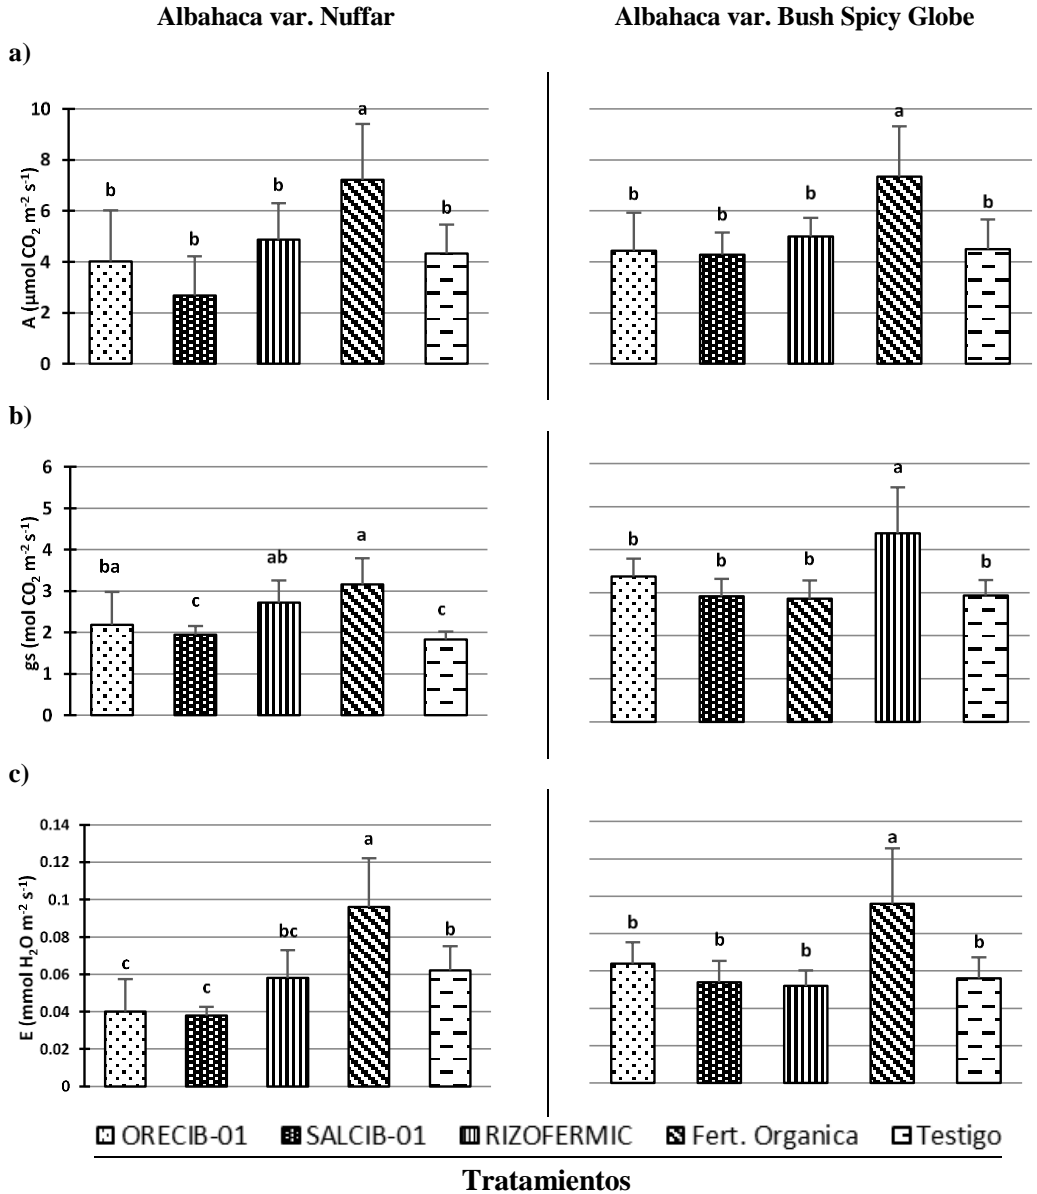 Albahaca var. Nuffar Albahaca var. Bush Spicy Globe
a)
A (µmol CO₂ m⁻² s⁻¹)
10
8
6
4
2
0
b
b
b
a
b
b
b
b
a
b
b)
gs (mol CO₂ m⁻² s⁻¹)
6
5
4
3
2
1
0
ba
c
ab
a
c
b
b
b
a
b
c)
E (mmol H₂O m⁻² s⁻¹)
0.14
0.12
0.1
0.08
0.06
0.04
0.02
0
c
c
bc
a
b
b
b
b
a
b
ORECIB-01 SALCIB-01 RIZOFERMIC Fert. Organica Testigo
Tratamientos